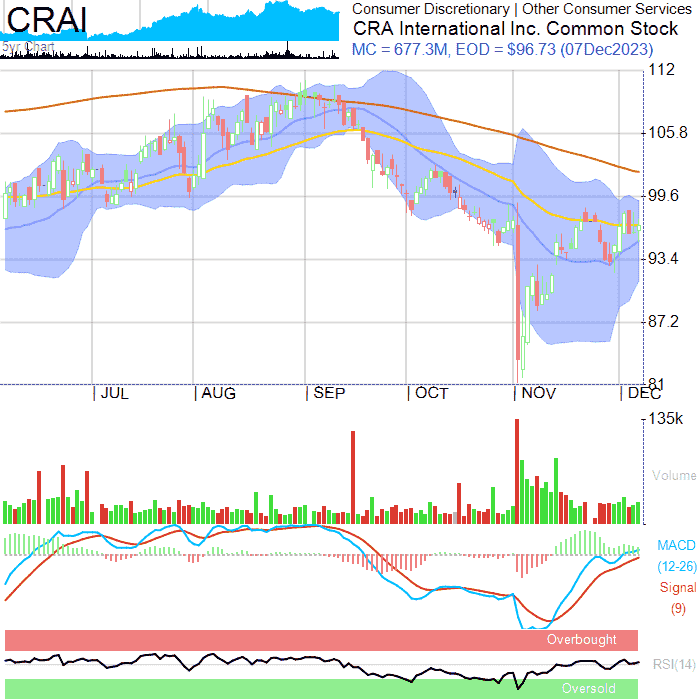 CRAI
5yr Chart
Consumer Discretionary | Other Consumer Services
CRA International Inc. Common Stock
MC = 677.3M, EOD = $96.73 (07Dec2023)
112
105.8
99.6
93.4
87.2
81
| JUL | AUG | SEP | OCT | NOV | DEC
135k
Volume
MACD
(12-26)
Signal
(9)
Overbought
RSI(14)
Oversold